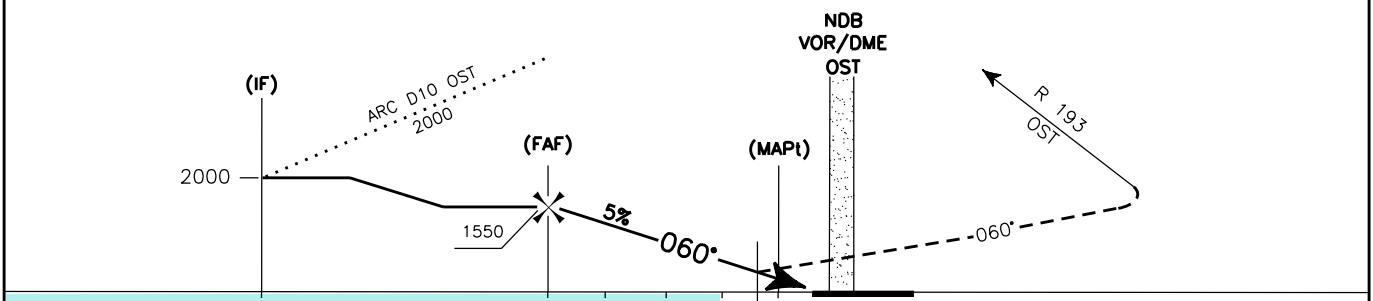 NDB
VOR/DME
OST
(IF)
ARC D10 OST
2000
R 193
OST
(FAF)
(MAPt)
2000
5%
1550
060°
060°